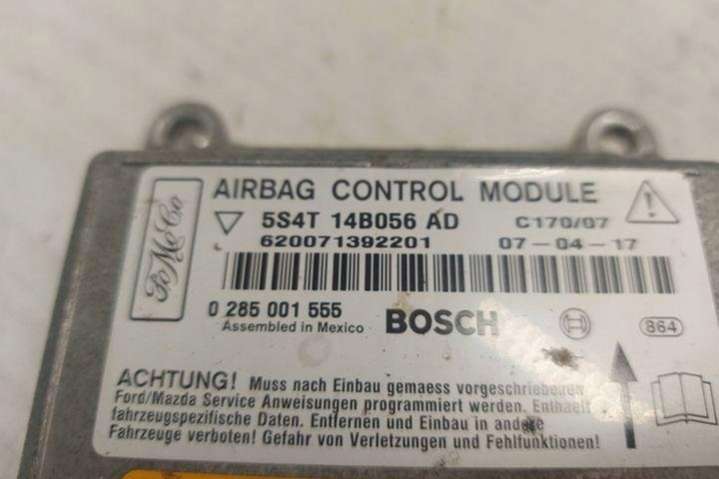 AIRBAG CONTROL MODULE
FoMoCo
5S4T 14B056 AD C170/07
620071392201 07-04-17
0 285 001 555
Assembled in Mexico BOSCH 864
ACHTUNG! Muss nach Einbau gemaess vorgeschriebenen
Ford/Mazda Service Anweisungen programmiert werden. Enthaelt
fahrzeugspezifische Daten. Entfernen und Einbau in andere
Fahrzeuge verboten! Gefahr von Verletzungen und Fehlfunktionen!